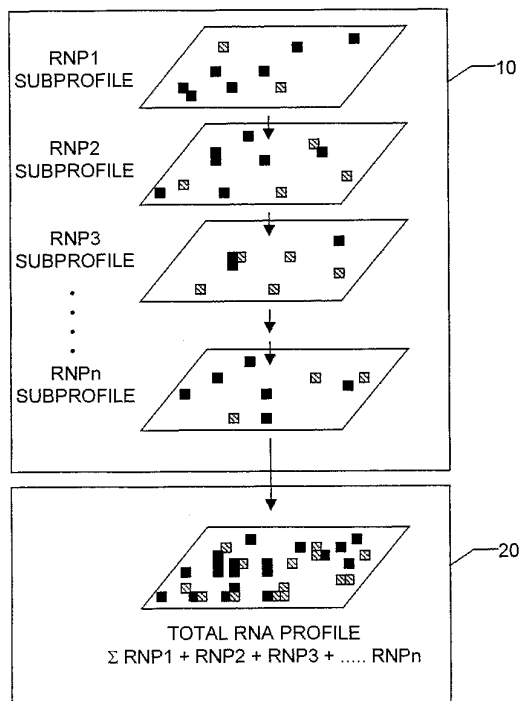 RNP1
SUBPROFILE
10
RNP2
SUBPROFILE
RNP3
SUBPROFILE
RNPn
SUBPROFILE
20
TOTAL RNA PROFILE
Σ RNP1 + RNP2 + RNP3 + ..... RNPn